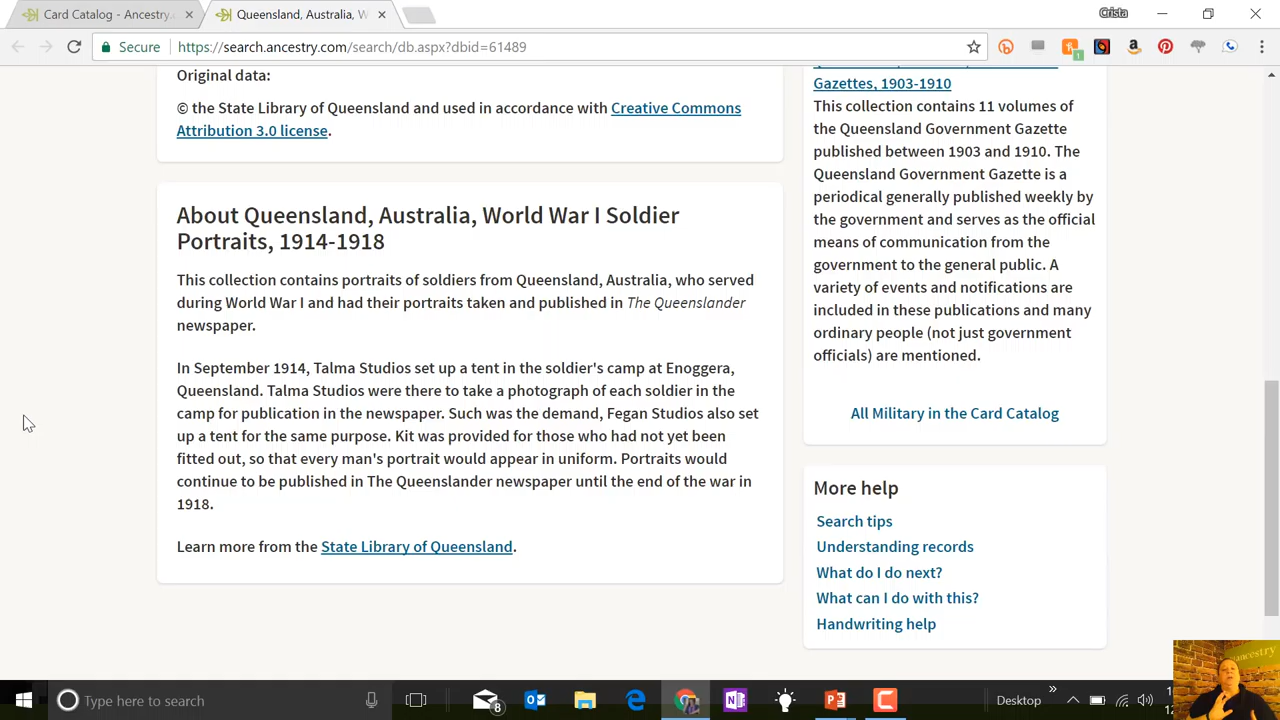 Card Catalog - Ancestry.
Queensland, Australia, W
Crista
Secure
https://search.ancestry.com/search/db.aspx?dbid=61489
1
Original data:
© the State Library of Queensland and used in accordance with Creative Commons
Attribution 3.0 license.
About Queensland, Australia, World War I Soldier
Portraits, 1914-1918
This collection contains portraits of soldiers from Queensland, Australia, who served
during World War I and had their portraits taken and published in The Queenslander
newspaper.
In September 1914, Talma Studios set up a tent in the soldier's camp at Enoggera,
Queensland. Talma Studios were there to take a photograph of each soldier in the
camp for publication in the newspaper. Such was the demand, Fegan Studios also set
up a tent for the same purpose. Kit was provided for those who had not yet been
fitted out, so that every man's portrait would appear in uniform. Portraits would
continue to be published in The Queenslander newspaper until the end of the war in
1918.
Learn more from the State Library of Queensland.
Gazettes, 1903-1910
This collection contains 11 volumes of
the Queensland Government Gazette
published between 1903 and 1910. The
Queensland Government Gazette is a
periodical generally published weekly by
the government and serves as the official
means of communication from the
government to the general public. A
variety of events and notifications are
included in these publications and many
ordinary people (not just government
officials) are mentioned.
All Military in the Card Catalog
More help
Search tips
Understanding records
What do I do next?
What can I do with this?
Handwriting help
ancestry
Type here to search
8
Desktop